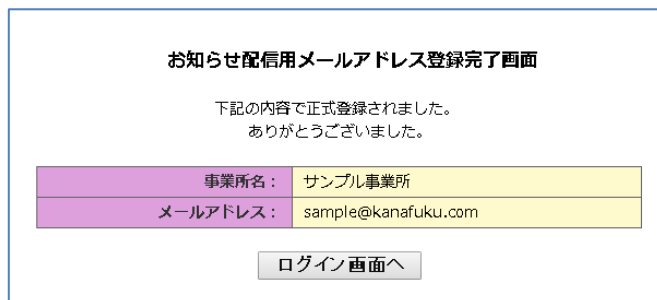 お知らせ配信用メールアドレス登録完了画面
下記の内容で正式登録されました。
ありがとうございました。
事業所名： サンプル事業所
メールアドレス： sample@kanafuku.com
ログイン画面へ